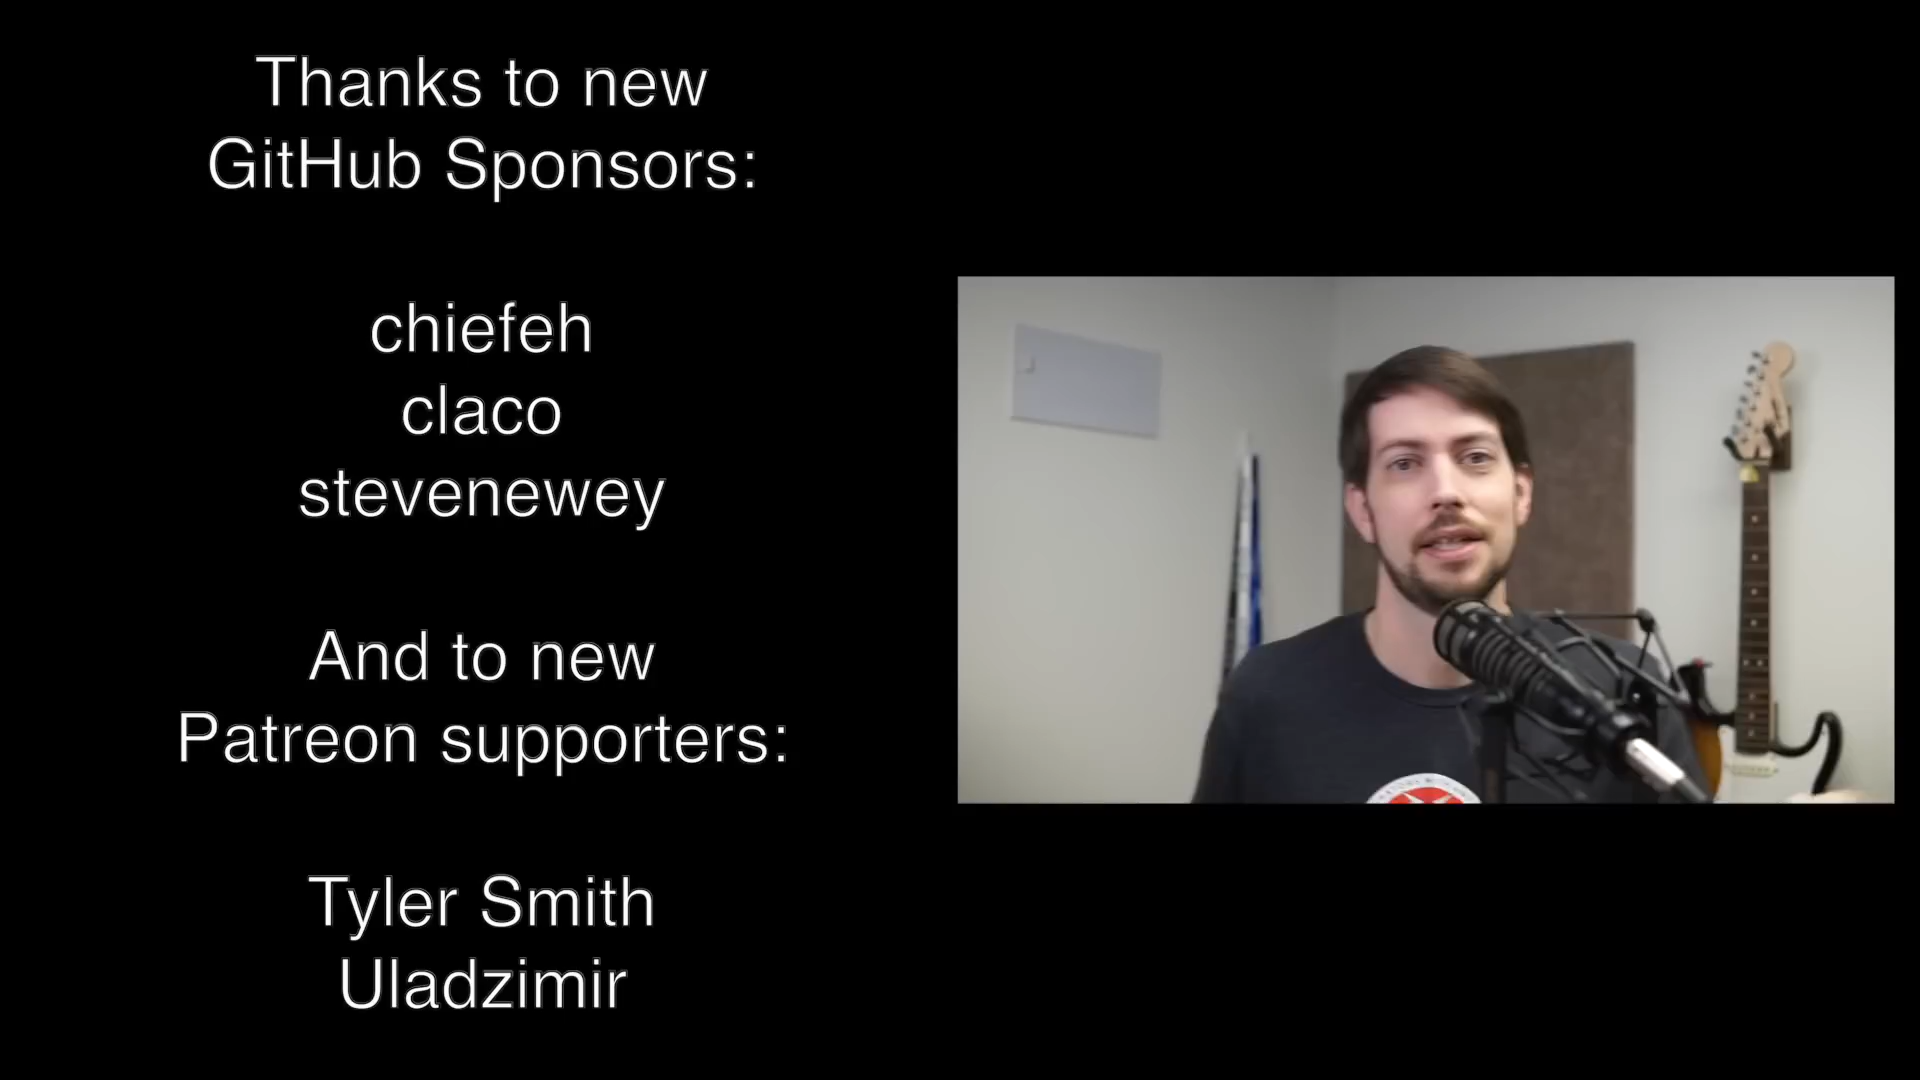 Thanks to new
GitHub Sponsors:
chiefeh
claco
stevenewey
And to new
Patreon supporters:
Tyler Smith
Uladzimir